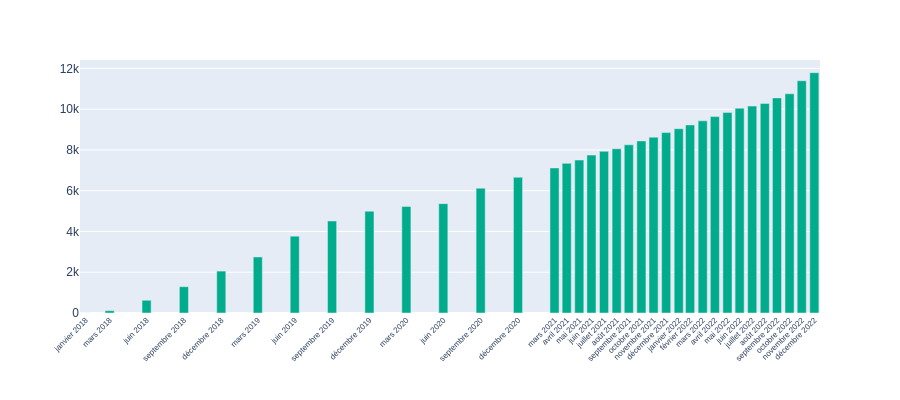 12k
10k
8k
6k
4k
2k
0
janvier 2018
mars 2018
juin 2018
septembre 2018
décembre 2018
mars 2019
juin 2019
septembre 2019
décembre 2019
mars 2020
juin 2020
septembre 2020
décembre 2020
mars 2021
avril 2021
mai 2021
juin 2021
juillet 2021
août 2021
septembre 2021
octobre 2021
novembre 2021
décembre 2021
janvier 2022
février 2022
mars 2022
avril 2022
mai 2022
juin 2022
juillet 2022
août 2022
septembre 2022
octobre 2022
novembre 2022
décembre 2022